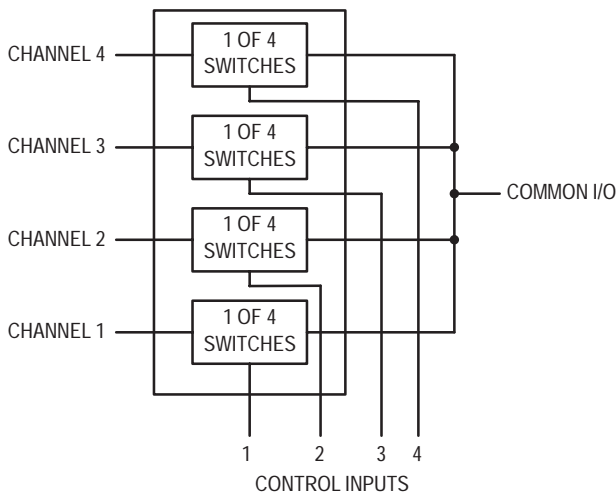 CHANNEL 4
1 OF 4
SWITCHES
CHANNEL 3
1 OF 4
SWITCHES
COMMON I/O
CHANNEL 2
1 OF 4
SWITCHES
CHANNEL 1
1 OF 4
SWITCHES
1 2 3 4
CONTROL INPUTS